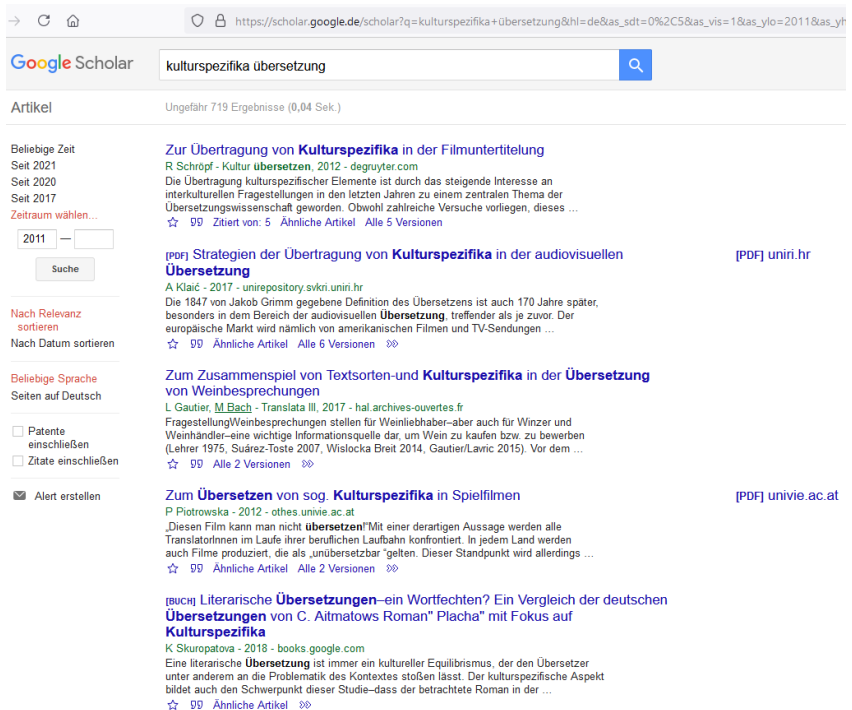 https://scholar.google.de/scholar?q=kulturspezifika+übersetzung&hl=de&as_sdt=0%2C5&as_vis=1&as_ylo=2011&as_yh
Google Scholar
kulturspezifika übersetzung
Artikel
Ungefähr 719 Ergebnisse (0,04 Sek.)
Beliebige Zeit
Seit 2021
Seit 2020
Seit 2017
Zeitraum wählen...
2011 —
Suche
Nach Relevanz
sortieren
Nach Datum sortieren
Beliebige Sprache
Seiten auf Deutsch
Patente
einschließen
Zitate einschließen
Alert erstellen
Zur Übertragung von Kulturspezifika in der Filmuntertitelung
R Schröpf - Kultur übersetzen, 2012 - degruyter.com
Die Übertragung kulturspezifischer Elemente ist durch das steigende Interesse an
interkulturellen Fragestellungen in den letzten Jahren zu einem zentralen Thema der
Übersetzungswissenschaft geworden. Obwohl zahlreiche Versuche vorliegen, dieses ...
Zitiert von: 5 Ähnliche Artikel Alle 5 Versionen
[PDF] Strategien der Übertragung von Kulturspezifika in der audiovisuellen
Übersetzung
[PDF] uniri.hr
A Klaić - 2017 - unirepository.svkri.uniri.hr
Die 1847 von Jakob Grimm gegebene Definition des Übersetzens ist auch 170 Jahre später,
besonders in dem Bereich der audiovisuellen Übersetzung, treffender als je zuvor. Der
europäische Markt wird nämlich von amerikanischen Filmen und TV-Sendungen ...
Ähnliche Artikel Alle 6 Versionen
Zum Zusammenspiel von Textsorten-und Kulturspezifika in der Übersetzung
von Weinbesprechungen
L Gautier, M Bach - Translata III, 2017 - hal.archives-ouvertes.fr
FragestellungWeinbesprechungen stellen für Weinliebhaber–aber auch für Winzer und
Weinhändler–eine wichtige Informationsquelle dar, um Wein zu kaufen bzw. zu bewerben
(Lehrer 1975, Suárez-Toste 2007, Wislocka Breit 2014, Gautier/Lavric 2015). Vor dem ...
Alle 2 Versionen
Zum Übersetzen von sog. Kulturspezifika in Spielfilmen
[PDF] univie.ac.at
P Piotrowska - 2012 - othes.univie.ac.at
„Diesen Film kann man nicht übersetzen!"Mit einer derartigen Aussage werden alle
TranslatorInnen im Laufe ihrer beruflichen Laufbahn konfrontiert. In jedem Land werden
auch Filme produziert, die als „unübersetzbar "gelten. Dieser Standpunkt wird allerdings ...
Ähnliche Artikel Alle 2 Versionen
[BUCH] Literarische Übersetzungen–ein Wortfechten? Ein Vergleich der deutschen
Übersetzungen von C. Aitmatows Roman" Placha" mit Fokus auf
Kulturspezifika
K Skuropatova - 2018 - books.google.com
Eine literarische Übersetzung ist immer ein kultureller Equilibrismus, der den Übersetzer
unter anderem an die Problematik des Kontextes stoßen lässt. Der kulturspezifische Aspekt
bildet auch den Schwerpunkt dieser Studie–dass der betrachtete Roman in der ...
Ähnliche Artikel